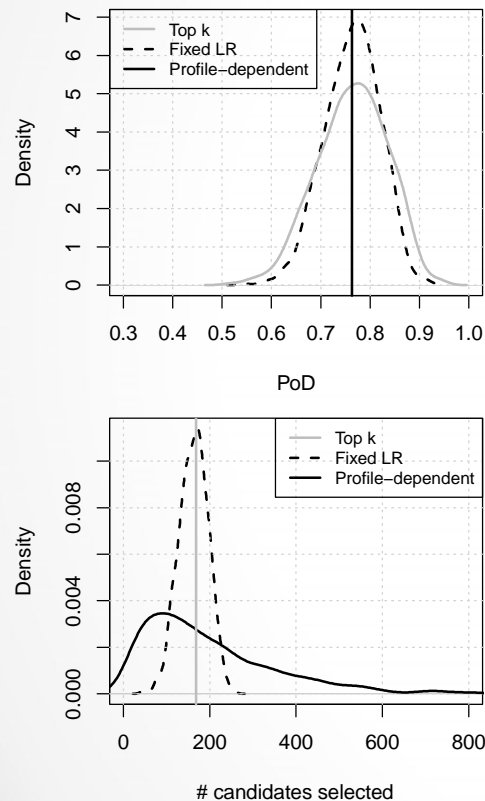 Top k
Fixed LR
Profile−dependent
Density
0 1 2 3 4 5 6 7
0.3 0.4 0.5 0.6 0.7 0.8 0.9 1.0
PoD
Top k
Fixed LR
Profile−dependent
Density
0.000 0.004 0.008
0 200 400 600 800
# candidates selected